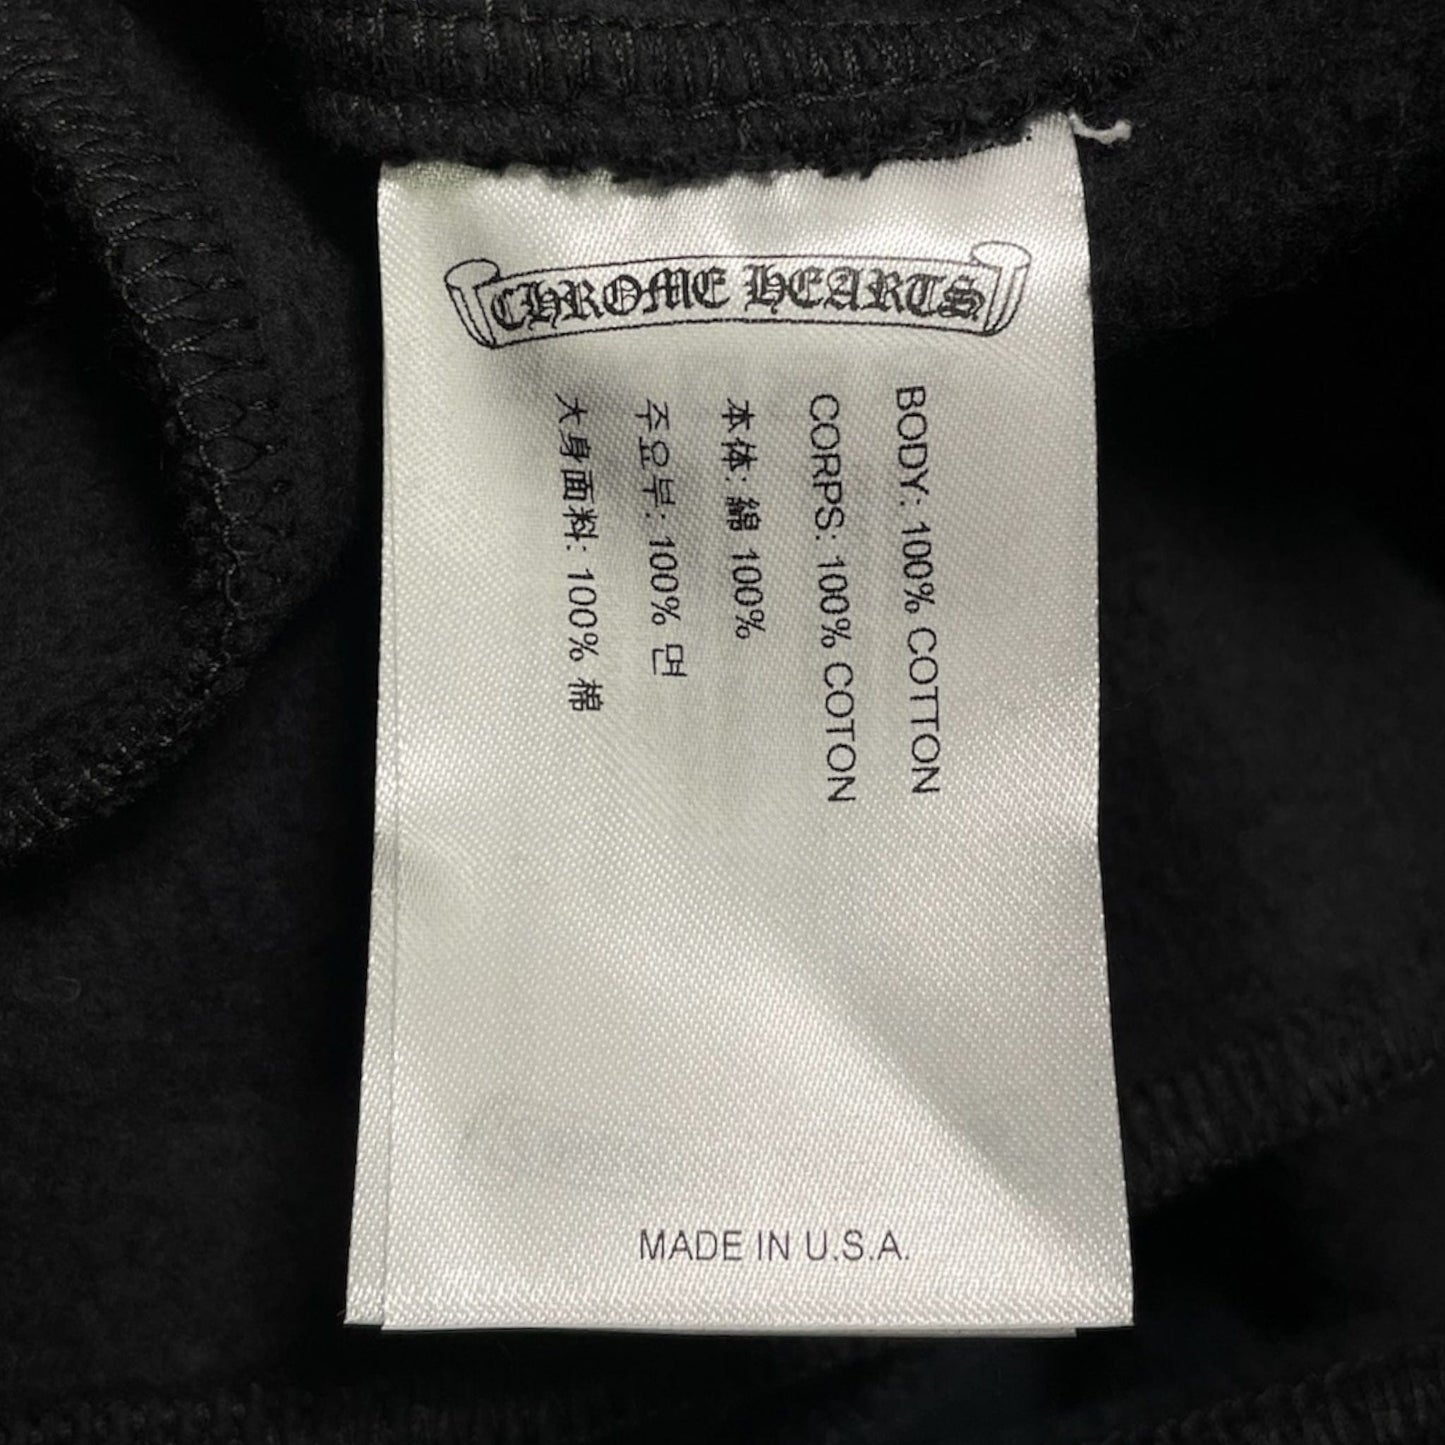 CHROME HEARTS
BODY: 100% COTTON
CORPS: 100% COTON
本体: 綿 100%
주요부: 100% 면
大身面料: 100% 棉
MADE IN U.S.A.